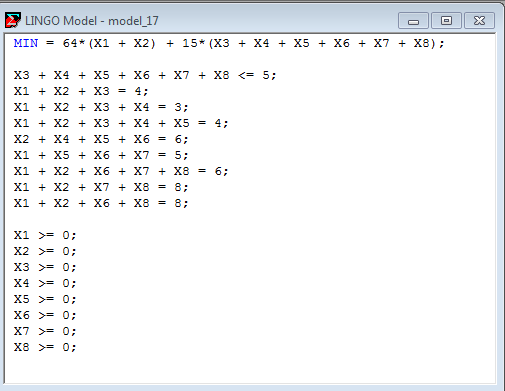 LINGO Model - model_17
MIN = 64*(X1 + X2) + 15*(X3 + X4 + X5 + X6 + X7 + X8);
X3 + X4 + X5 + X6 + X7 + X8 <= 5;
X1 + X2 + X3 = 4;
X1 + X2 + X3 + X4 = 3;
X1 + X2 + X3 + X4 + X5 = 4;
X2 + X4 + X5 + X6 = 6;
X1 + X5 + X6 + X7 = 5;
X1 + X2 + X6 + X7 + X8 = 6;
X1 + X2 + X7 + X8 = 8;
X1 + X2 + X6 + X8 = 8;
X1 >= 0;
X2 >= 0;
X3 >= 0;
X4 >= 0;
X5 >= 0;
X6 >= 0;
X7 >= 0;
X8 >= 0;